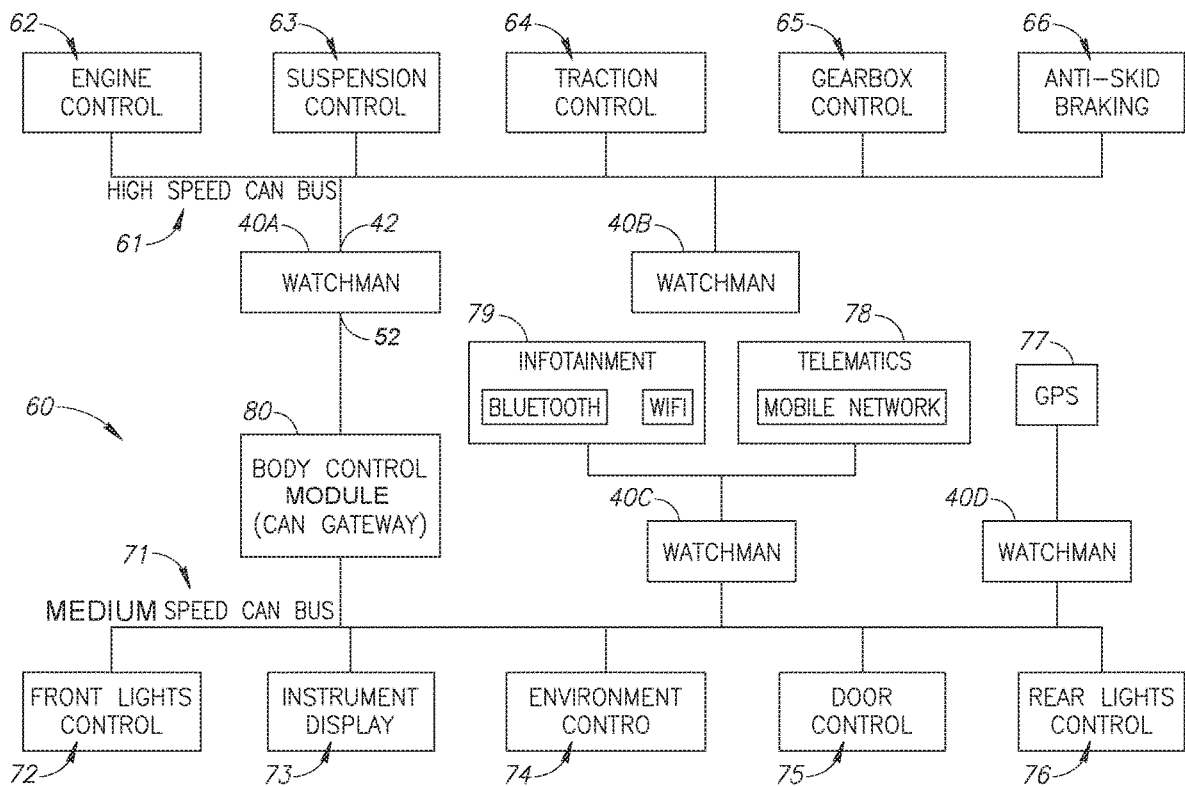 62
63
64
65
66
ENGINE
CONTROL
SUSPENSION
CONTROL
TRACTION
CONTROL
GEARBOX
CONTROL
ANTI-SKID
BRAKING
HIGH SPEED CAN BUS
61
40A
42
40B
WATCHMAN
WATCHMAN
52
79
78
77
INFOTAINMENT
BLUETOOTH
WIFI
TELEMATICS
MOBILE NETWORK
GPS
60
80
BODY CONTROL
MODULE
(CAN GATEWAY)
40C
40D
WATCHMAN
WATCHMAN
71
MEDIUM SPEED CAN BUS
FRONT LIGHTS
CONTROL
INSTRUMENT
DISPLAY
ENVIRONMENT
CONTRO
DOOR
CONTROL
REAR LIGHTS
CONTROL
72
73
74
75
76